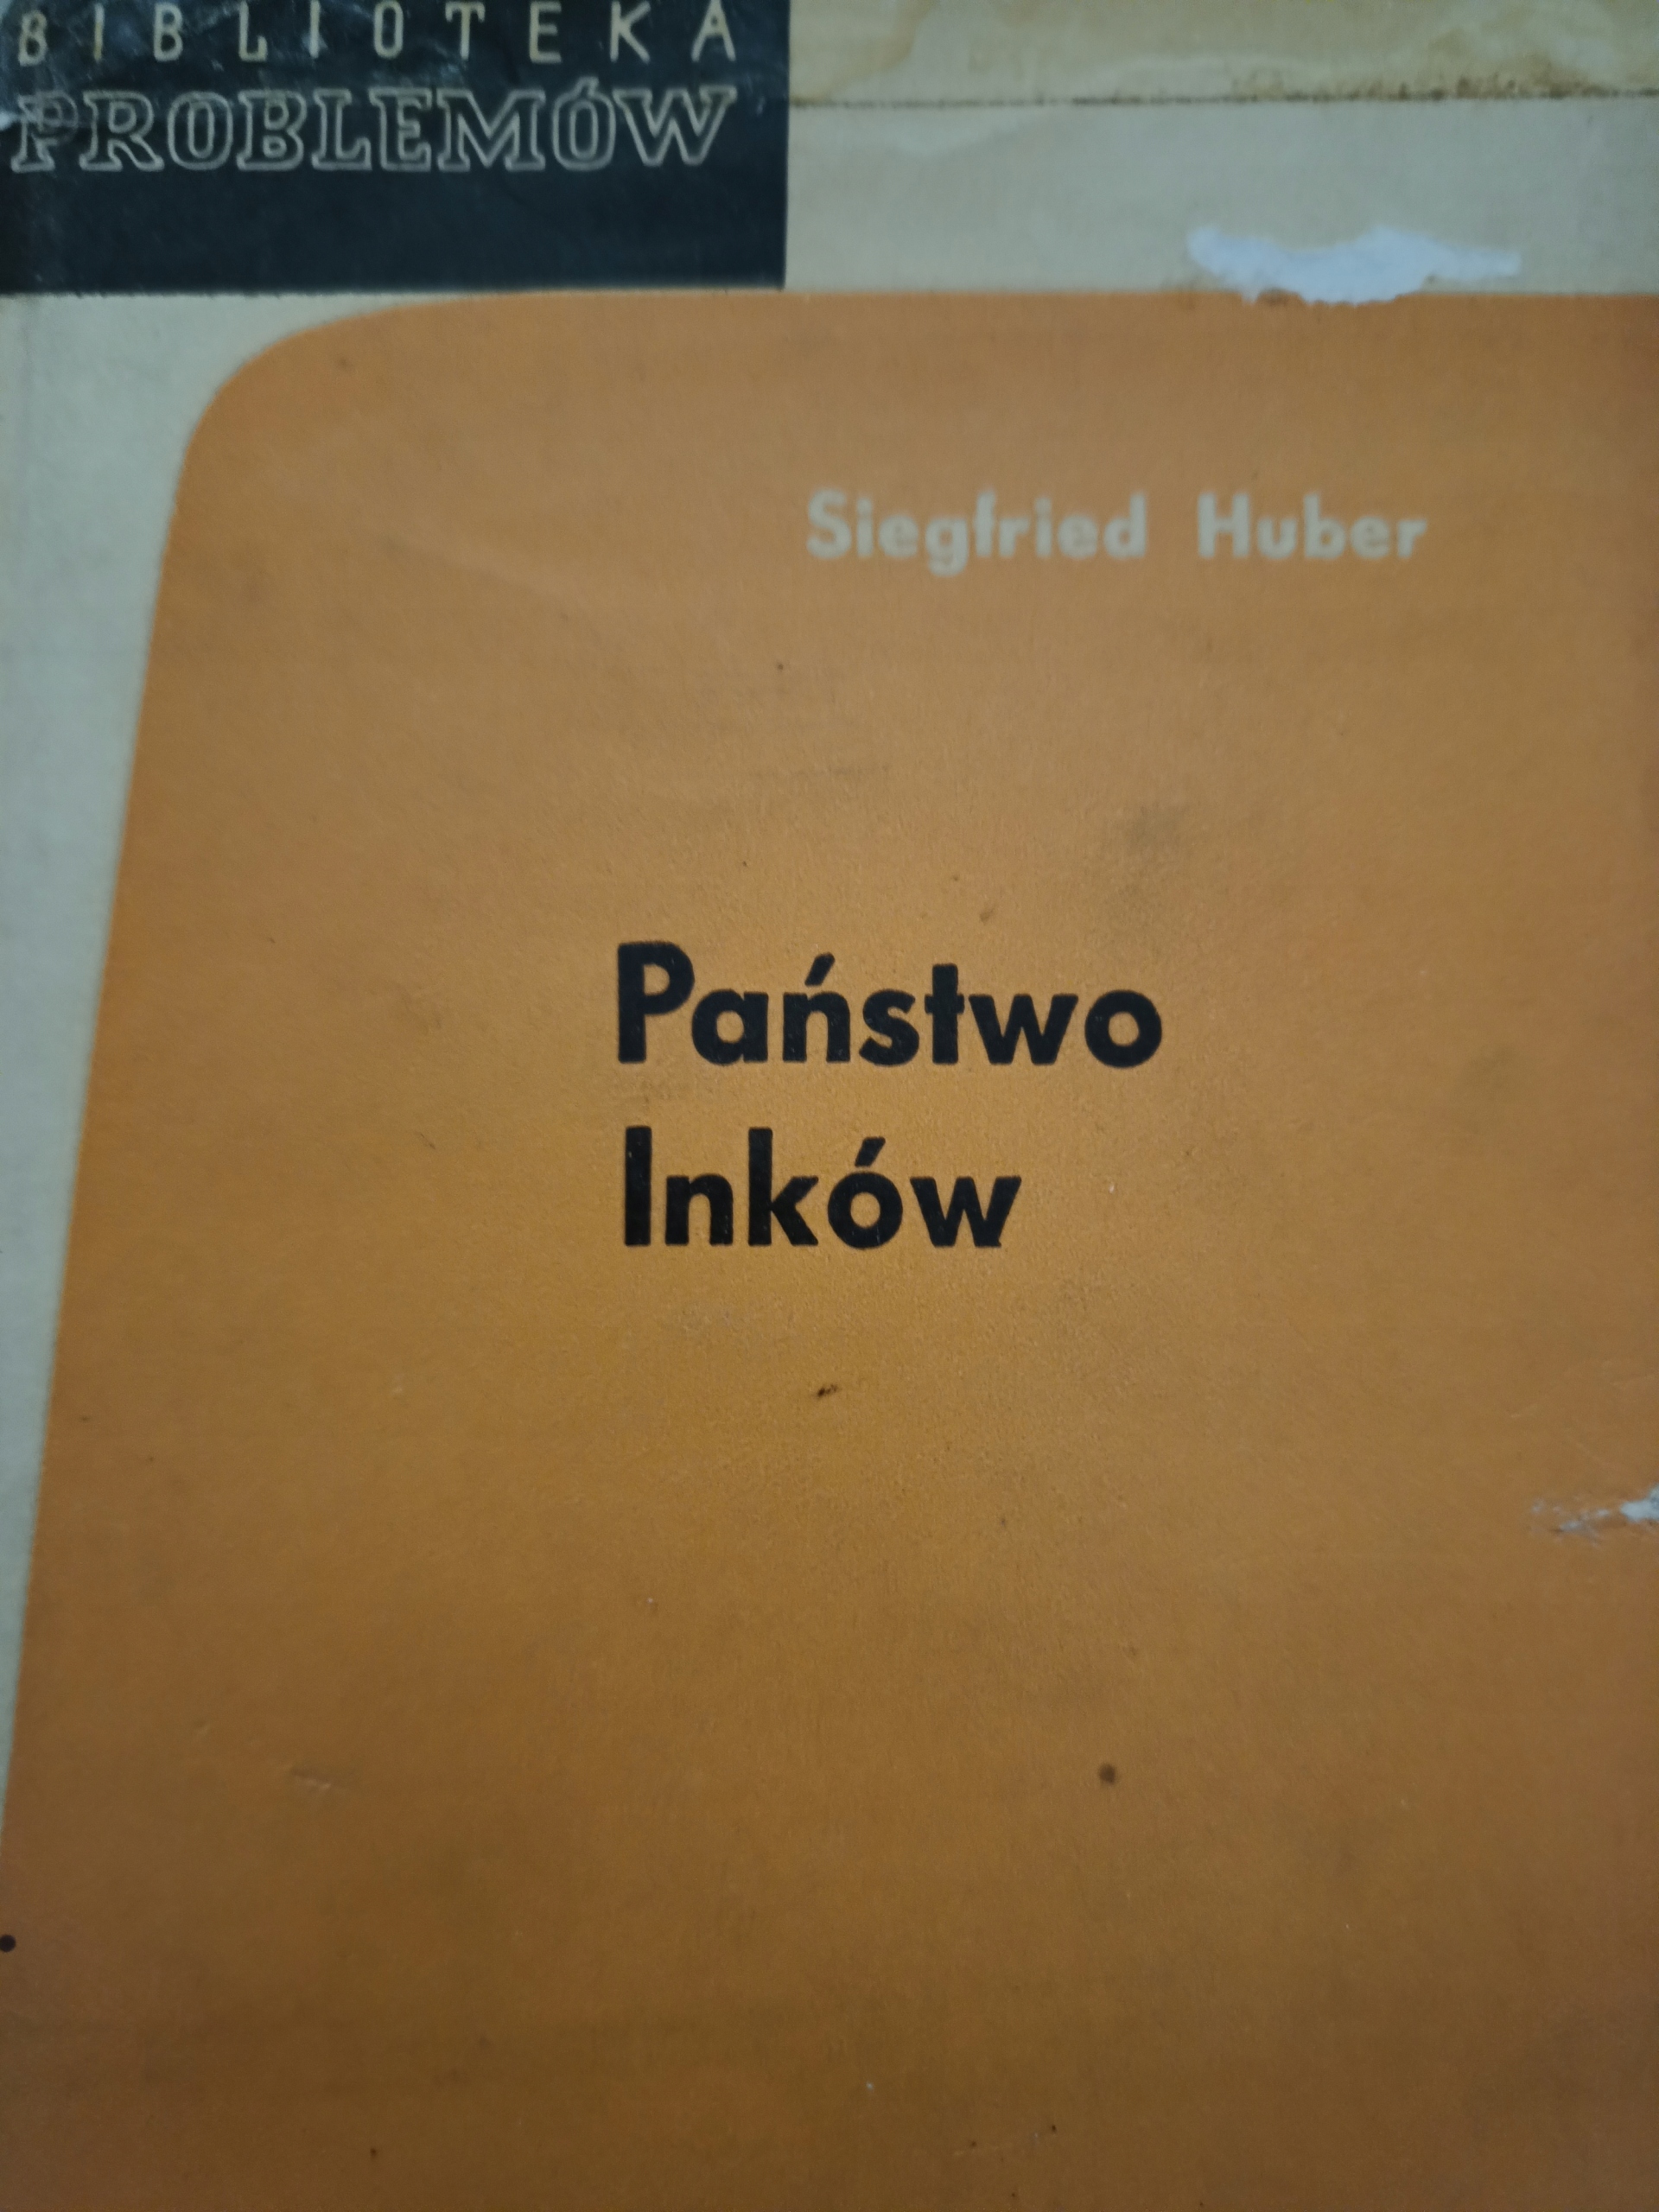 BIBLIOTEKA
PROBLEMÓW
Siegfried Huber
Państwo
Inków